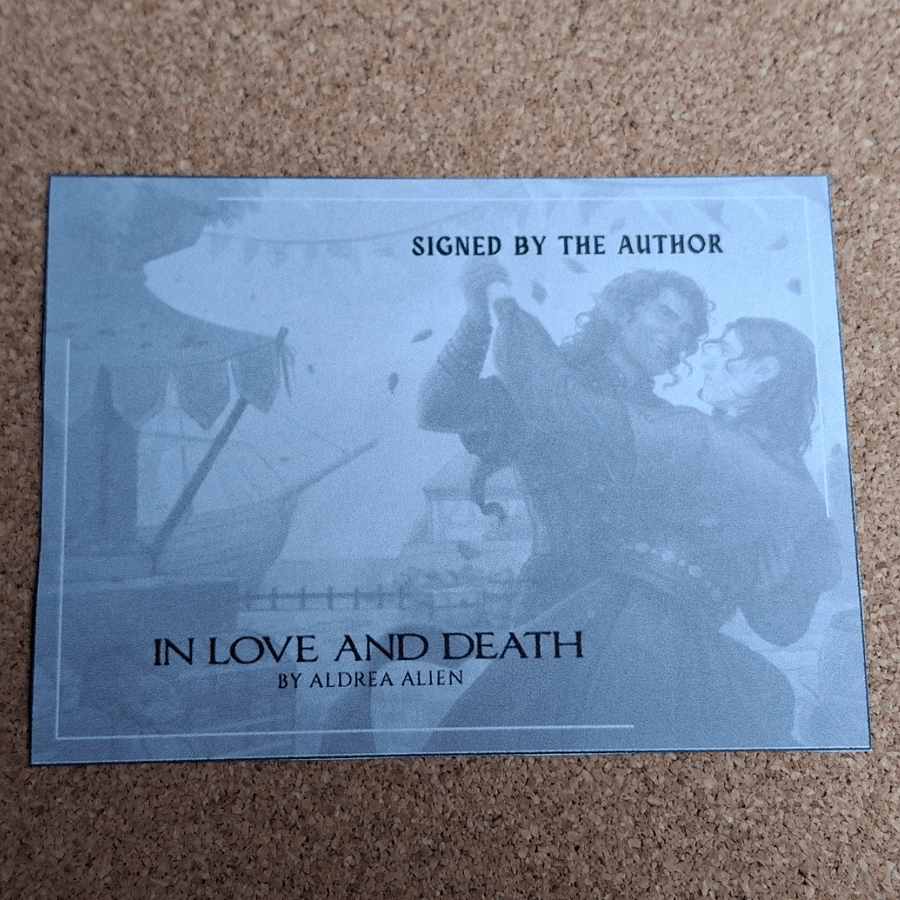 SIGNED BY THE AUTHOR
IN LOVE AND DEATH
BY ALDREA ALIEN